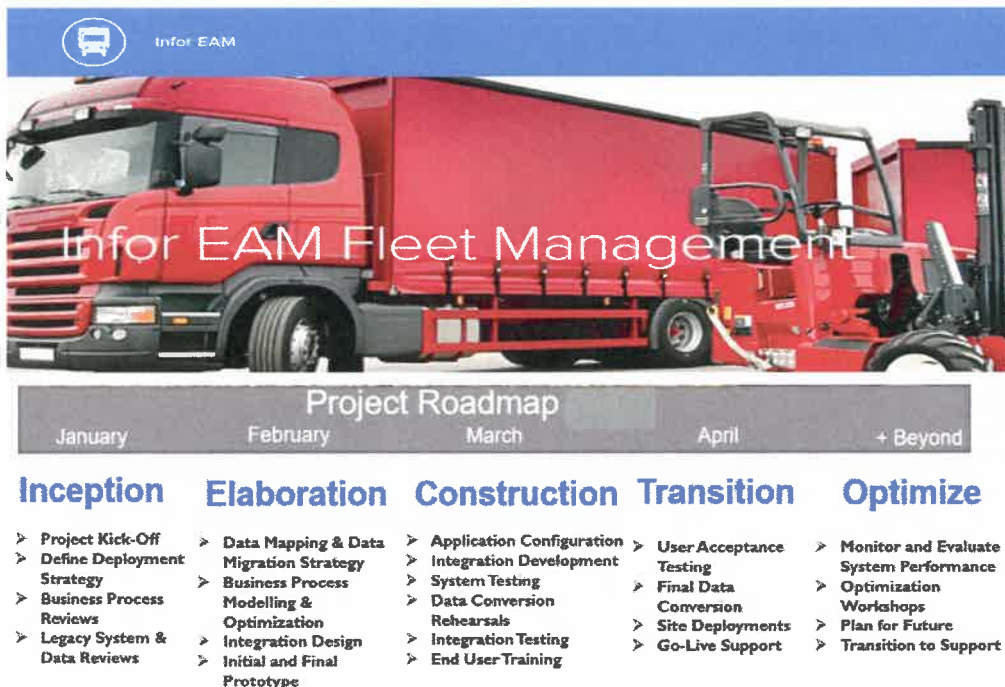 Infor EAM
Infor EAM Fleet Management
Project Roadmap
January February March April + Beyond
Inception
➢ Project Kick-Off
➢ Define Deployment
Strategy
➢ Business Process
Reviews
➢ Legacy System &
Data Reviews
Elaboration
➢ Data Mapping & Data
Migration Strategy
➢ Business Process
Modelling &
Optimization
➢ Integration Design
➢ Initial and Final
Prototype
Construction
➢ Application Configuration
➢ Integration Development
➢ System Testing
➢ Data Conversion
Rehearsals
➢ Integration Testing
➢ End User Training
Transition
➢ User Acceptance
Testing
➢ Final Data
Conversion
➢ Site Deployments
➢ Go-Live Support
Optimize
➢ Monitor and Evaluate
System Performance
➢ Optimization
Workshops
➢ Plan for Future
➢ Transition to Support